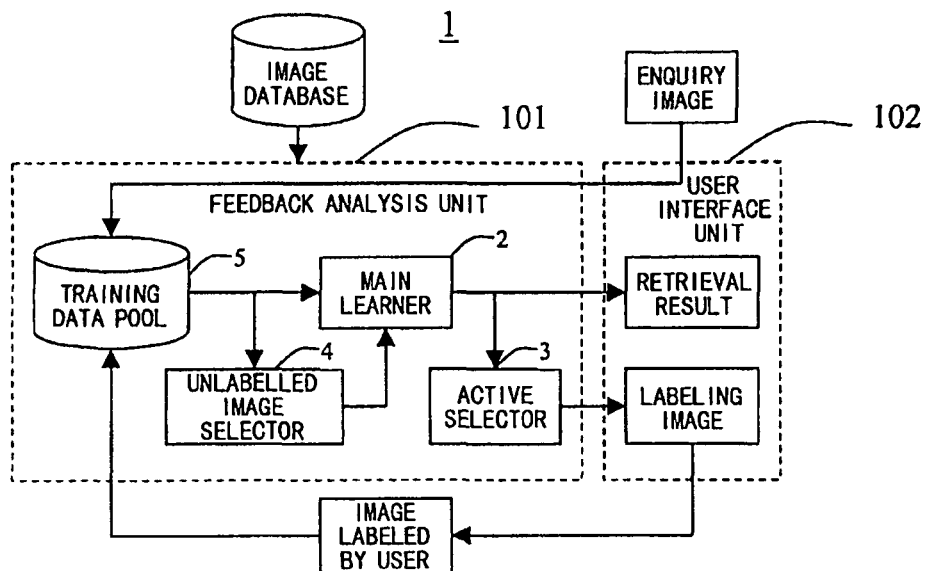 1
IMAGE
DATABASE
ENQUIRY
IMAGE
101
102
FEEDBACK ANALYSIS UNIT
USER
INTERFACE
UNIT
5
TRAINING
DATA POOL
2
MAIN
LEARNER
RETRIEVAL
RESULT
4
UNLABELLED
IMAGE
SELECTOR
3
ACTIVE
SELECTOR
LABELING
IMAGE
IMAGE
LABELED
BY USER